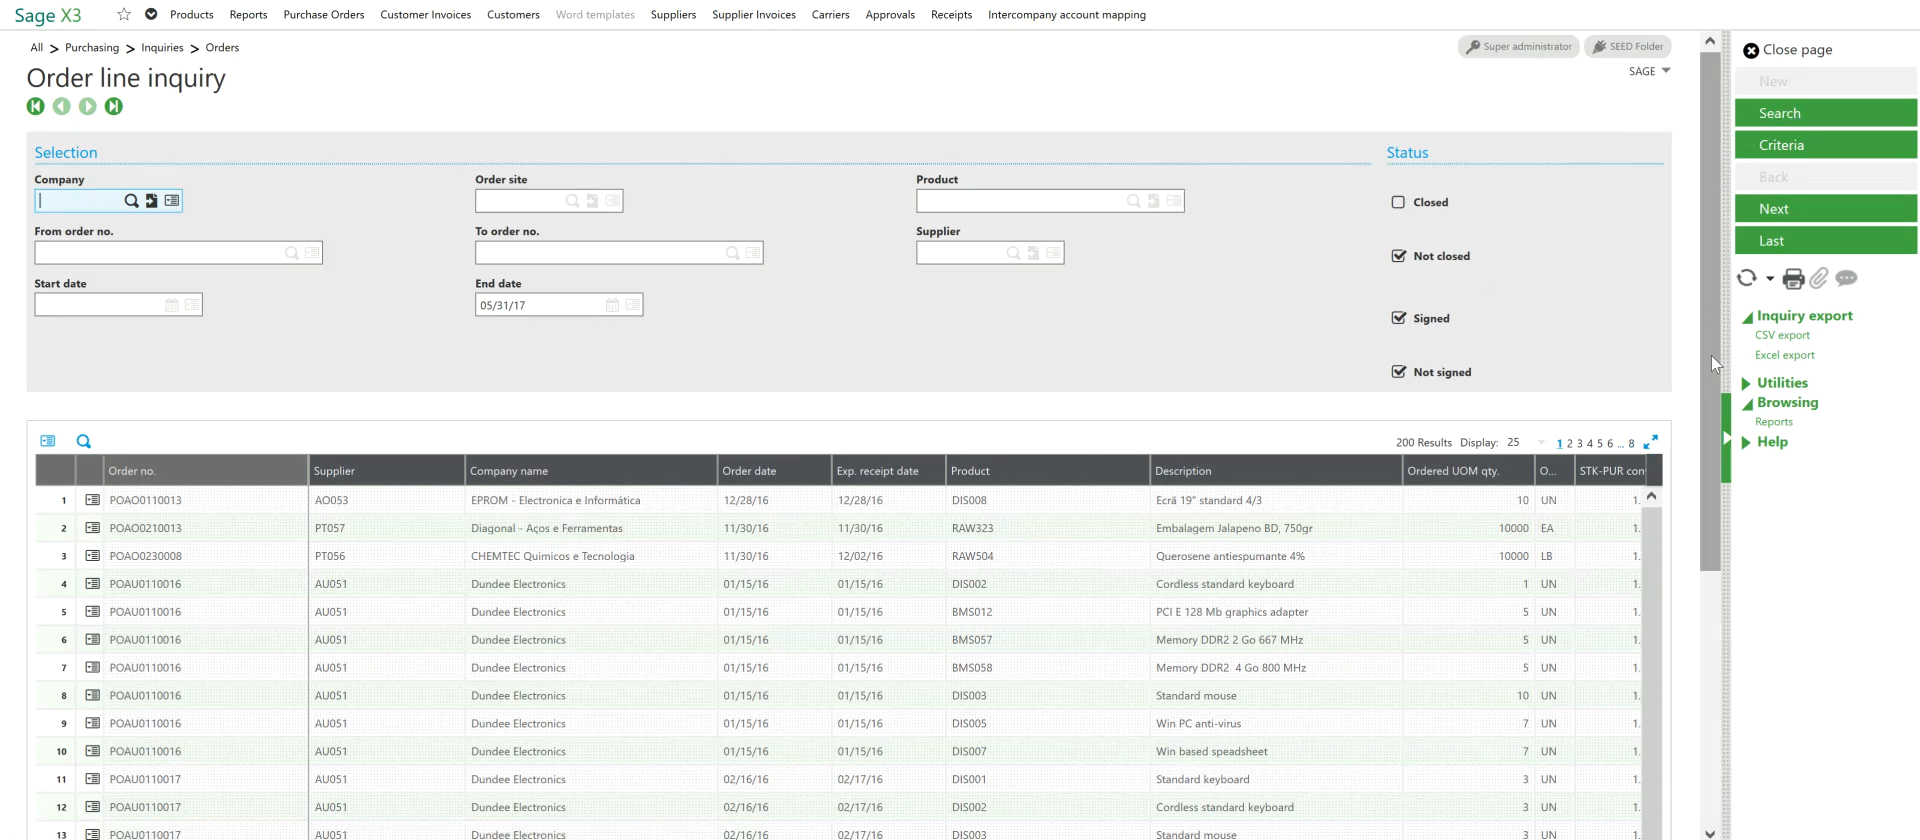 Sage X3 Products Reports Purchase Orders Customer Invoices Customers Word templates Suppliers Supplier Invoices Carriers Approvals Receipts Intercompany account mapping
All > Purchasing > Inquiries > Orders
Super administrator SEED Folder
SAGE
Order line inquiry
Selection
Status
Company Order site Product
Closed
From order no. To order no. Supplier
Not closed
Start date End date
05/31/17
Signed
Not signed
200 Results Display: 25 1 2 3 4 5 6 ... 8
Order no. Supplier Company name Order date Exp. receipt date Product Description Ordered UOM qty. O... STK-PUR con
1 POAO0110013 AO053 EPROM - Electronica e Informática 12/28/16 12/28/16 DIS008 Ecrã 19" standard 4/3 10 UN 1.
2 POAO0210013 PT057 Diagonal - Aços e Ferramentas 11/30/16 11/30/16 RAW323 Embalagem Jalapeno BD, 750gr 10000 EA 1.
3 POAO0230008 PT056 CHEMTEC Quimicos e Tecnologia 11/30/16 12/02/16 RAW504 Querosene antiespumante 4% 10000 LB 1.
4 POAU0110016 AU051 Dundee Electronics 01/15/16 01/15/16 DIS002 Cordless standard keyboard 1 UN 1.
5 POAU0110016 AU051 Dundee Electronics 01/15/16 01/15/16 BMS012 PCI E 128 Mb graphics adapter 5 UN 1.
6 POAU0110016 AU051 Dundee Electronics 01/15/16 01/15/16 BMS057 Memory DDR2 2 Go 667 MHz 5 UN 1.
7 POAU0110016 AU051 Dundee Electronics 01/15/16 01/15/16 BMS058 Memory DDR2 4 Go 800 MHz 5 UN 1.
8 POAU0110016 AU051 Dundee Electronics 01/15/16 01/15/16 DIS003 Standard mouse 10 UN 1.
9 POAU0110016 AU051 Dundee Electronics 01/15/16 01/15/16 DIS005 Win PC anti-virus 7 UN 1.
10 POAU0110016 AU051 Dundee Electronics 01/15/16 01/15/16 DIS007 Win based speadsheet 7 UN 1.
11 POAU0110017 AU051 Dundee Electronics 02/16/16 02/17/16 DIS001 Standard keyboard 3 UN 1.
12 POAU0110017 AU051 Dundee Electronics 02/16/16 02/17/16 DIS002 Cordless standard keyboard 3 UN 1.
13 POAU0110017 AU051 Dundee Electronics 02/16/16 02/17/16 DIS003 Standard mouse 3 UN 1.
Close page
New
Search
Criteria
Back
Next
Last
Inquiry export
CSV export
Excel export
Utilities
Browsing
Reports
Help